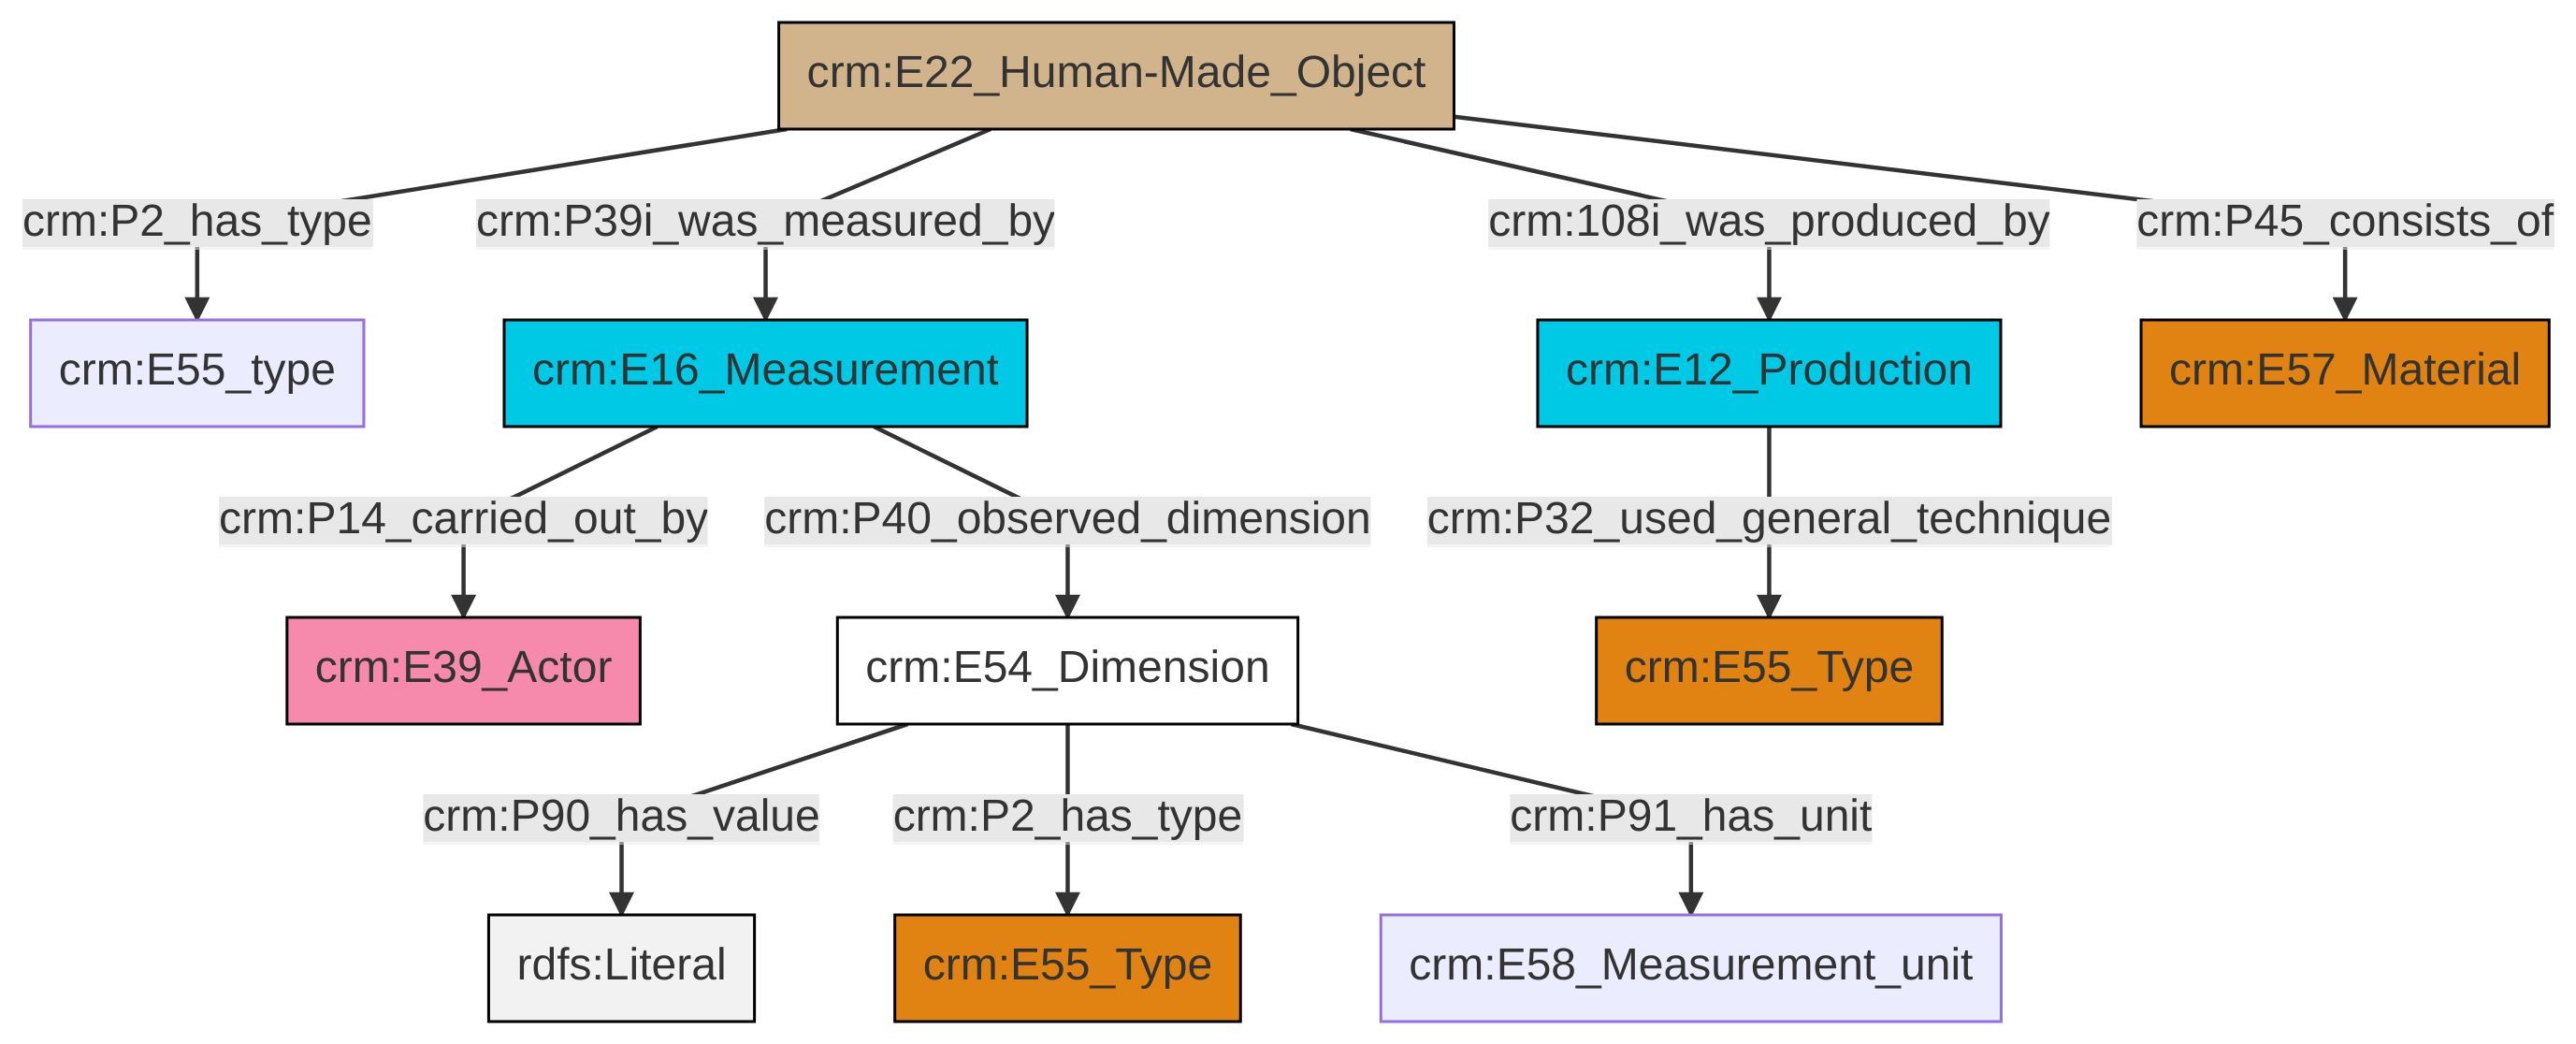 crm:E22_Human-Made_Object
crm:P2_has_type
crm:P39i_was_measured_by
crm:108i_was_produced_by
crm:P45_consists_of
crm:E55_type
crm:E16_Measurement
crm:E12_Production
crm:E57_Material
crm:P14_carried_out_by
crm:P40_observed_dimension
crm:P32_used_general_technique
crm:E39_Actor
crm:E54_Dimension
crm:E55_Type
crm:P90_has_value
crm:P2_has_type
crm:P91_has_unit
rdfs:Literal
crm:E55_Type
crm:E58_Measurement_unit